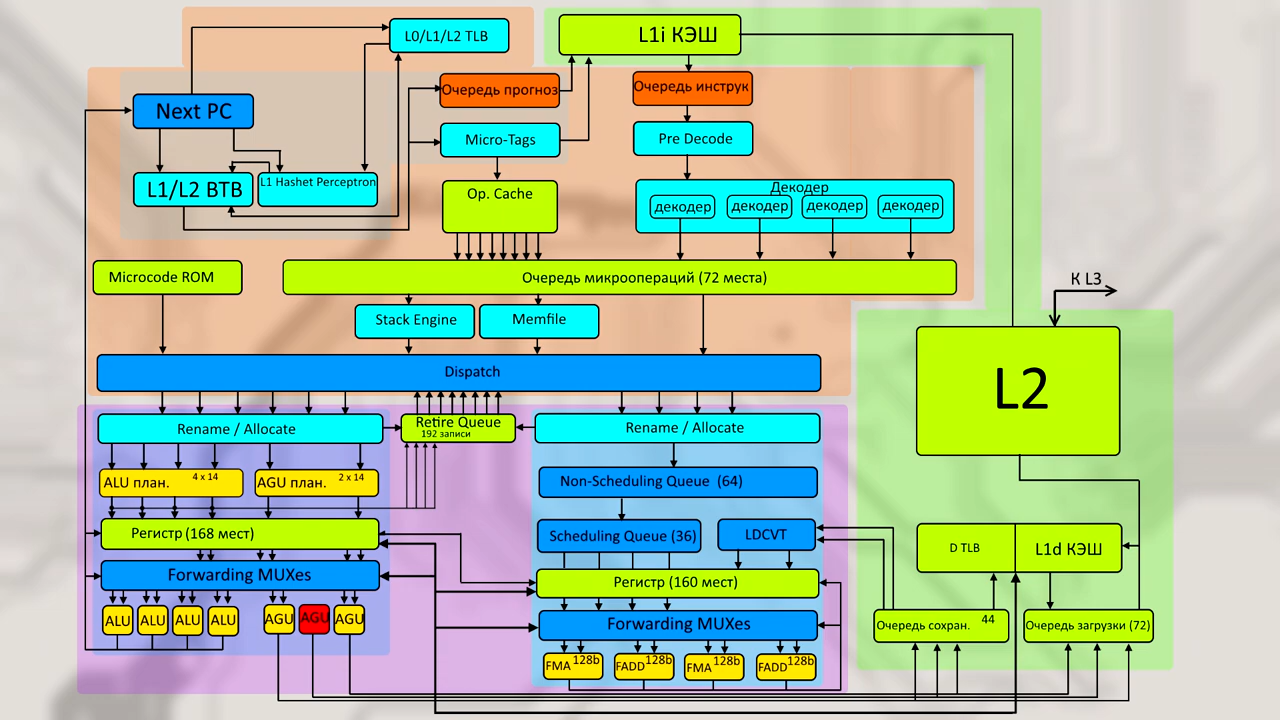 L0/L1/L2 TLB
L1i КЭШ
Очередь прогноз
Очередь инструк
Next PC
Micro-Tags
Pre Decode
L1/L2 BTB
L1 Hashet Perceptron
Op. Cache
Декодер
декодер декодер декодер декодер
Microcode ROM
Очередь микроопераций (72 места)
К L3
Stack Engine
Memfile
Dispatch
L2
Rename / Allocate
Retire Queue
192 записи
Rename / Allocate
ALU план. 4 x 14
AGU план. 2 x 14
Non-Scheduling Queue (64)
Регистр (168 мест)
Scheduling Queue (36)
LDCVT
D TLB
L1d КЭШ
Forwarding MUXes
Регистр (160 мест)
ALU ALU ALU ALU
AGU AGU AGU
Forwarding MUXes
Очередь сохран. 44
Очередь загрузки (72)
FMA 128b
FADD 128b
FMA 128b
FADD 128b